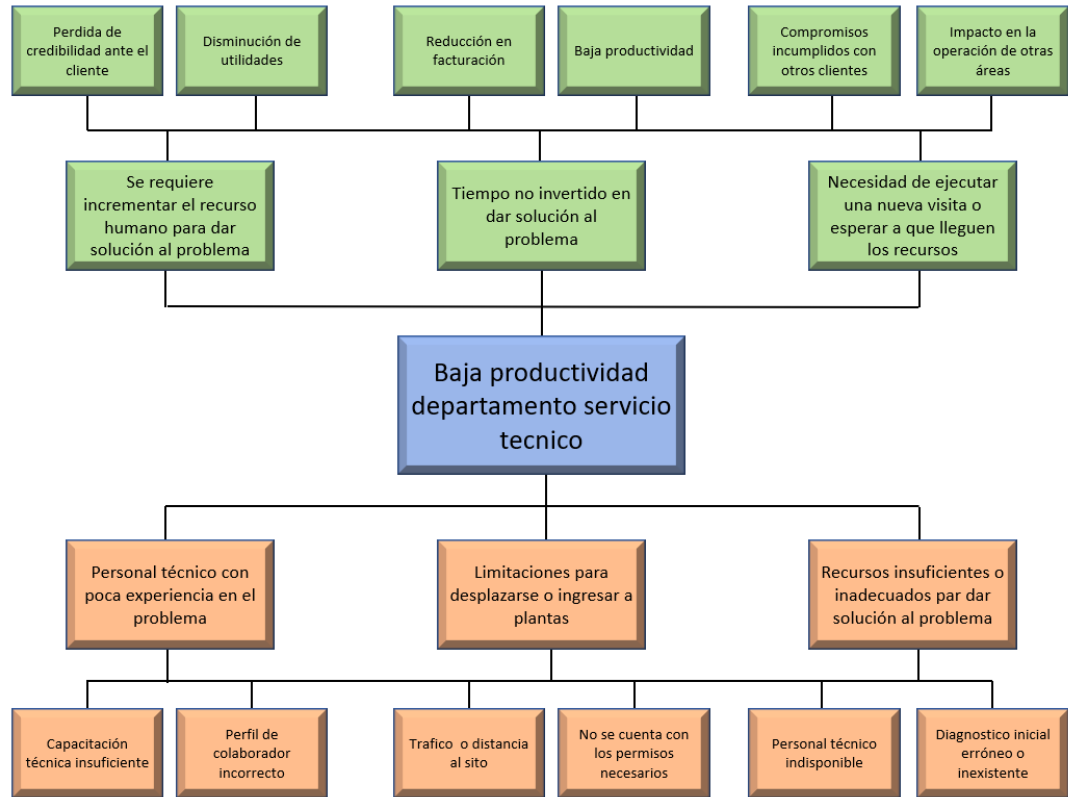 Perdida de
credibilidad ante el
cliente
Disminución de
utilidades
Reducción en
facturación
Baja productividad
Compromisos
incumplidos con
otros clientes
Impacto en la
operación de otras
áreas
Se requiere
incrementar el recurso
humano para dar
solución al problema
Tiempo no invertido en
dar solución al
problema
Necesidad de ejecutar
una nueva visita o
esperar a que lleguen
los recursos
Baja productividad
departamento servicio
tecnico
Personal técnico con
poca experiencia en el
problema
Limitaciones para
desplazarse o ingresar a
plantas
Recursos insuficientes o
inadecuados par dar
solución al problema
Capacitación
técnica insuficiente
Perfil de
colaborador
incorrecto
Trafico o distancia
al sito
No se cuenta con
los permisos
necesarios
Personal técnico
indisponible
Diagnostico inicial
erróneo o
inexistente